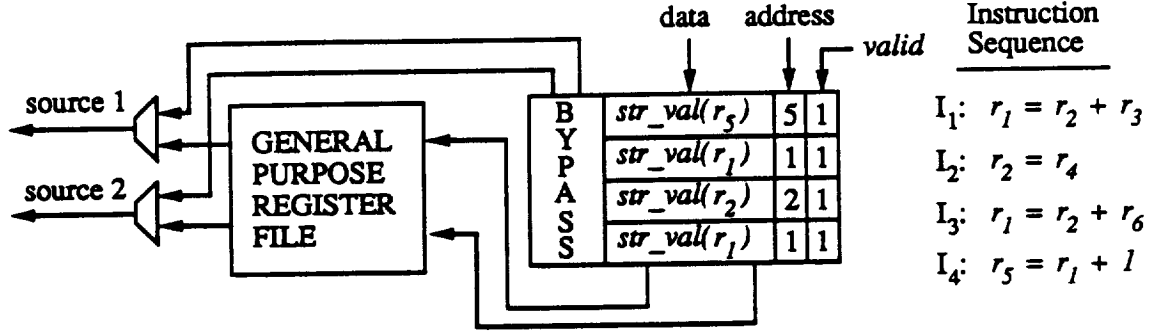 data address
valid
Instruction
Sequence
source 1
source 2
GENERAL
PURPOSE
REGISTER
FILE
B
Y
P
A
S
S
str_val(r5) 5 1
str_val(r1) 1 1
str_val(r2) 2 1
str_val(r1) 1 1
I1: r1 = r2 + r3
I2: r2 = r4
I3: r1 = r2 + r6
I4: r5 = r1 + 1